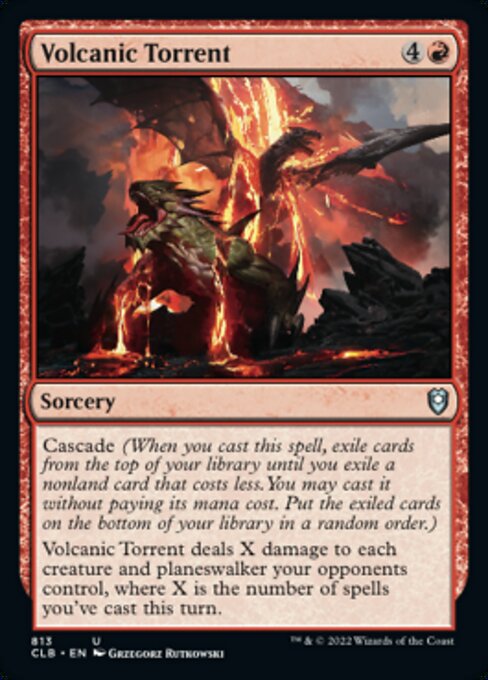 Volcanic Torrent 4
Sorcery
Cascade (When you cast this spell, exile cards
from the top of your library until you exile a
nonland card that costs less.You may cast it
without paying its mana cost. Put the exiled cards
on the bottom of your library in a random order.)
Volcanic Torrent deals X damage to each
creature and planeswalker your opponents
control, where X is the number of spells
you've cast this turn.
813 U
™ & © 2022 Wizards of the Coast
CLB • EN Grzegorz Rutkowski